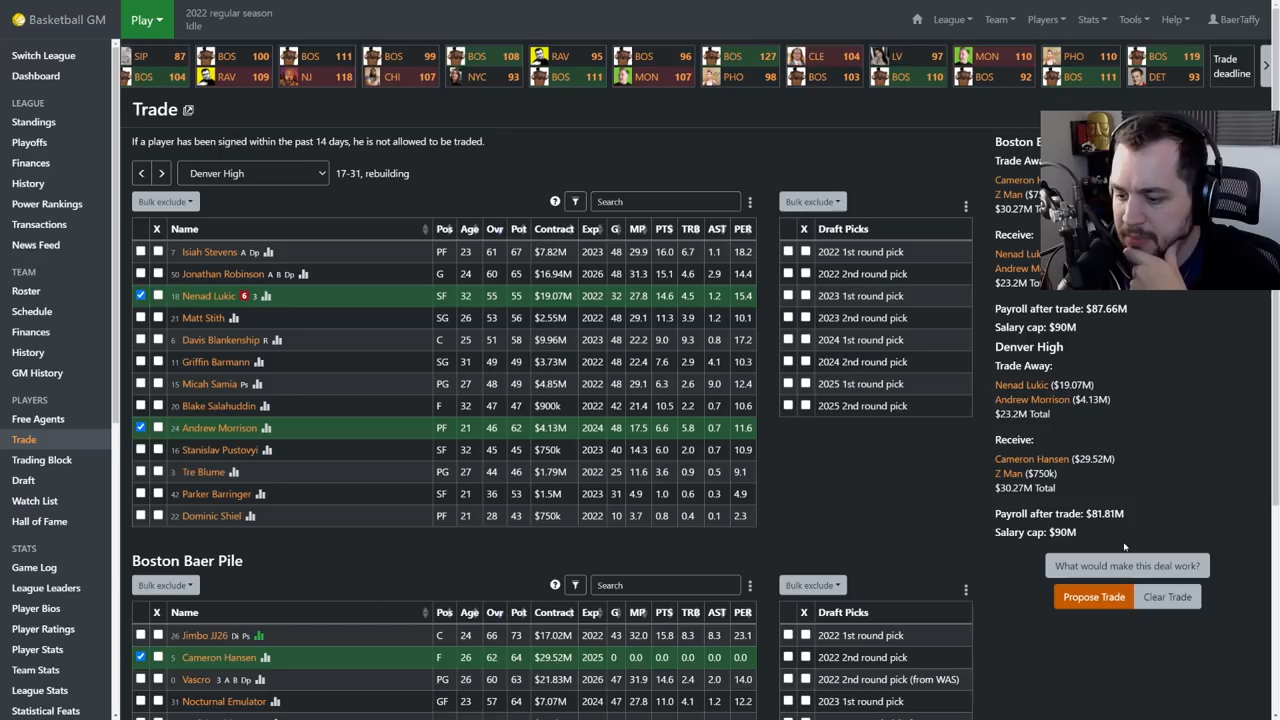 Basketball GM
Play
2022 regular season
Idle
League
Team
Players
Stats
Tools
Help
BaerTaffy
SIP 87
BOS 104
BOS 100
RAV 109
BOS 111
NJ 118
BOS 99
CHI 107
BOS 108
NYC 93
RAV 95
BOS 111
BOS 96
MON 107
BOS 127
PHO 98
CLE 104
BOS 103
LV 97
BOS 110
MON 110
BOS 92
PHO 110
BOS 111
BOS 119
DET 93
Trade
deadline
Switch League
Dashboard
LEAGUE
Standings
Playoffs
Finances
History
Power Rankings
Transactions
News Feed
TEAM
Roster
Schedule
Finances
History
GM History
PLAYERS
Free Agents
Trade
Trading Block
Draft
Watch List
Hall of Fame
STATS
Game Log
League Leaders
Player Bios
Player Ratings
Player Stats
Team Stats
League Stats
Statistical Feats
Trade
If a player has been signed within the past 14 days, he is not allowed to be traded.
Denver High
17-31, rebuilding
Bulk exclude
Search
X Name Pos Age Ovr Pot Contract Exp G MP PTS TRB AST PER
7 Isiah Stevens A Dp PF 23 61 67 $7.82M 2023 48 29.9 16.0 6.7 1.1 18.2
50 Jonathan Robinson A B Dp G 24 60 65 $16.94M 2026 48 31.3 14.6 4.6 2.9 14.4
18 Nenad Lukic 6 3 SF 32 55 55 $19.07M 2022 32 27.8 14.6 4.5 1.2 15.4
21 Matt Stith SG 26 53 56 $2.55M 2022 48 29.1 11.3 3.9 1.2 10.1
6 Davis Blankenship R C 25 51 58 $9.96M 2023 48 22.2 9.0 9.3 0.8 17.2
11 Griffin Barmann SG 31 49 49 $3.73M 2022 48 22.4 7.6 2.9 4.1 10.3
15 Micah Samia Ps PG 27 48 49 $4.85M 2022 48 29.1 6.3 2.6 9.0 12.4
20 Blake Salahuddin F 32 47 47 $900k 2022 42 21.4 10.5 2.2 0.7 10.6
24 Andrew Morrison PF 21 46 62 $4.13M 2024 48 17.5 6.6 5.8 0.7 11.6
16 Stanislav Pustovyi SF 32 45 45 $750k 2023 40 14.3 6.0 2.0 0.7 10.9
3 Tre Blume PG 27 44 46 $1.79M 2022 25 11.6 3.6 0.9 0.5 9.1
42 Parker Barringer SG 21 36 53 $1.5M 2023 31 4.9 1.0 0.6 0.3 4.9
22 Dominic Shiel PF 21 28 43 $750k 2022 10 3.7 0.8 0.4 0.1 2.3
Bulk exclude
X Draft Picks
2022 1st round pick
2022 2nd round pick
2023 1st round pick
2023 2nd round pick
2024 1st round pick
2024 2nd round pick
2025 1st round pick
2025 2nd round pick
Boston Baer Pile
Bulk exclude
Search
X Name Pos Age Ovr Pot Contract Exp G MP PTS TRB AST PER
26 Jimbo JJ26 Di Ps C 24 66 73 $17.02M 2022 43 32.0 15.8 8.3 8.3 23.1
5 Cameron Hansen F 26 62 64 $29.52M 2025 0 0.0 0.0 0.0 0.0 0.0
0 Vascro 3 A B Dp PG 26 60 63 $21.83M 2026 47 31.9 14.6 2.4 2.0 14.0
31 Nocturnal Emulator GF 23 57 64 $7.07M 2024 47 27.8 11.0 4.1 1.2 12.2
Bulk exclude
X Draft Picks
2022 1st round pick
2022 2nd round pick
2022 2nd round pick (from WAS)
2023 1st round pick
Boston B
Trade Away
Cameron H
Z Man ($7
$30.27M Total
Receive:
Nenad Luk
Andrew M
$23.2M Total
Payroll after trade: $87.66M
Salary cap: $90M
Denver High
Trade Away:
Nenad Lukic ($19.07M)
Andrew Morrison ($4.13M)
$23.2M Total
Receive:
Cameron Hansen ($29.52M)
Z Man ($750k)
$30.27M Total
Payroll after trade: $81.81M
Salary cap: $90M
What would make this deal work?
Propose Trade
Clear Trade